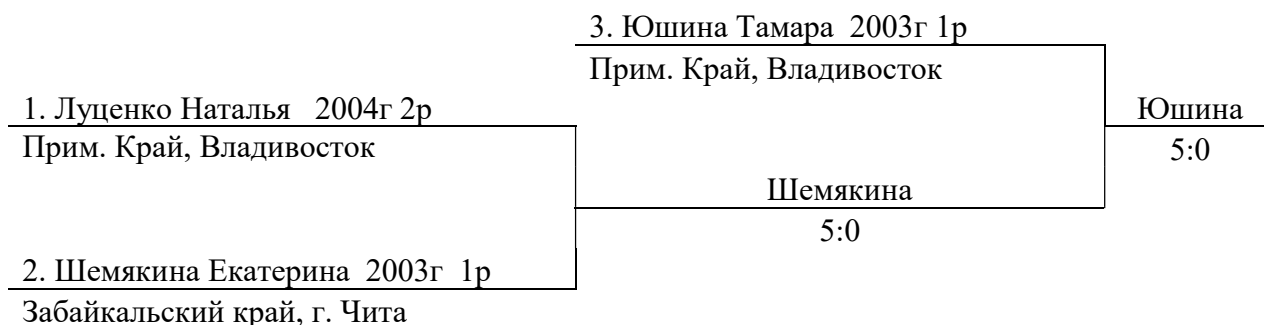 3. Юшина Тамара 2003г 1р
Прим. Край, Владивосток
1. Луценко Наталья 2004г 2р
Прим. Край, Владивосток
Юшина
5:0
Шемякина
5:0
2. Шемякина Екатерина 2003г 1р
Забайкальский край, г. Чита